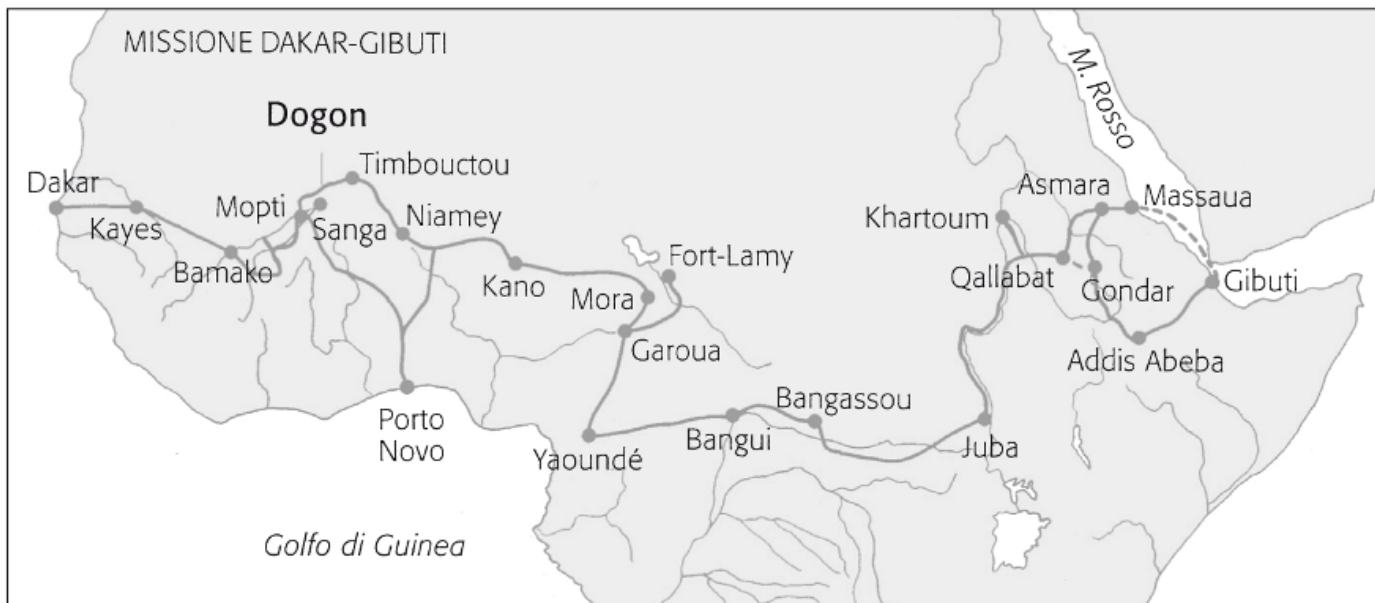 MISSIONE DAKAR-GIBUTI
M. Rosso
Dogon
Timbouctou
Dakar
Kayes
Mopti
Sanga
Niamey
Bamako
Kano
Mora
Fort-Lamy
Garoua
Porto
Novo
Yaoundé
Bangui
Bangassou
Juba
Khartoum
Qallabat
Asmara
Massaua
Gondar
Gibuti
Addis Abeba
Golfo di Guinea